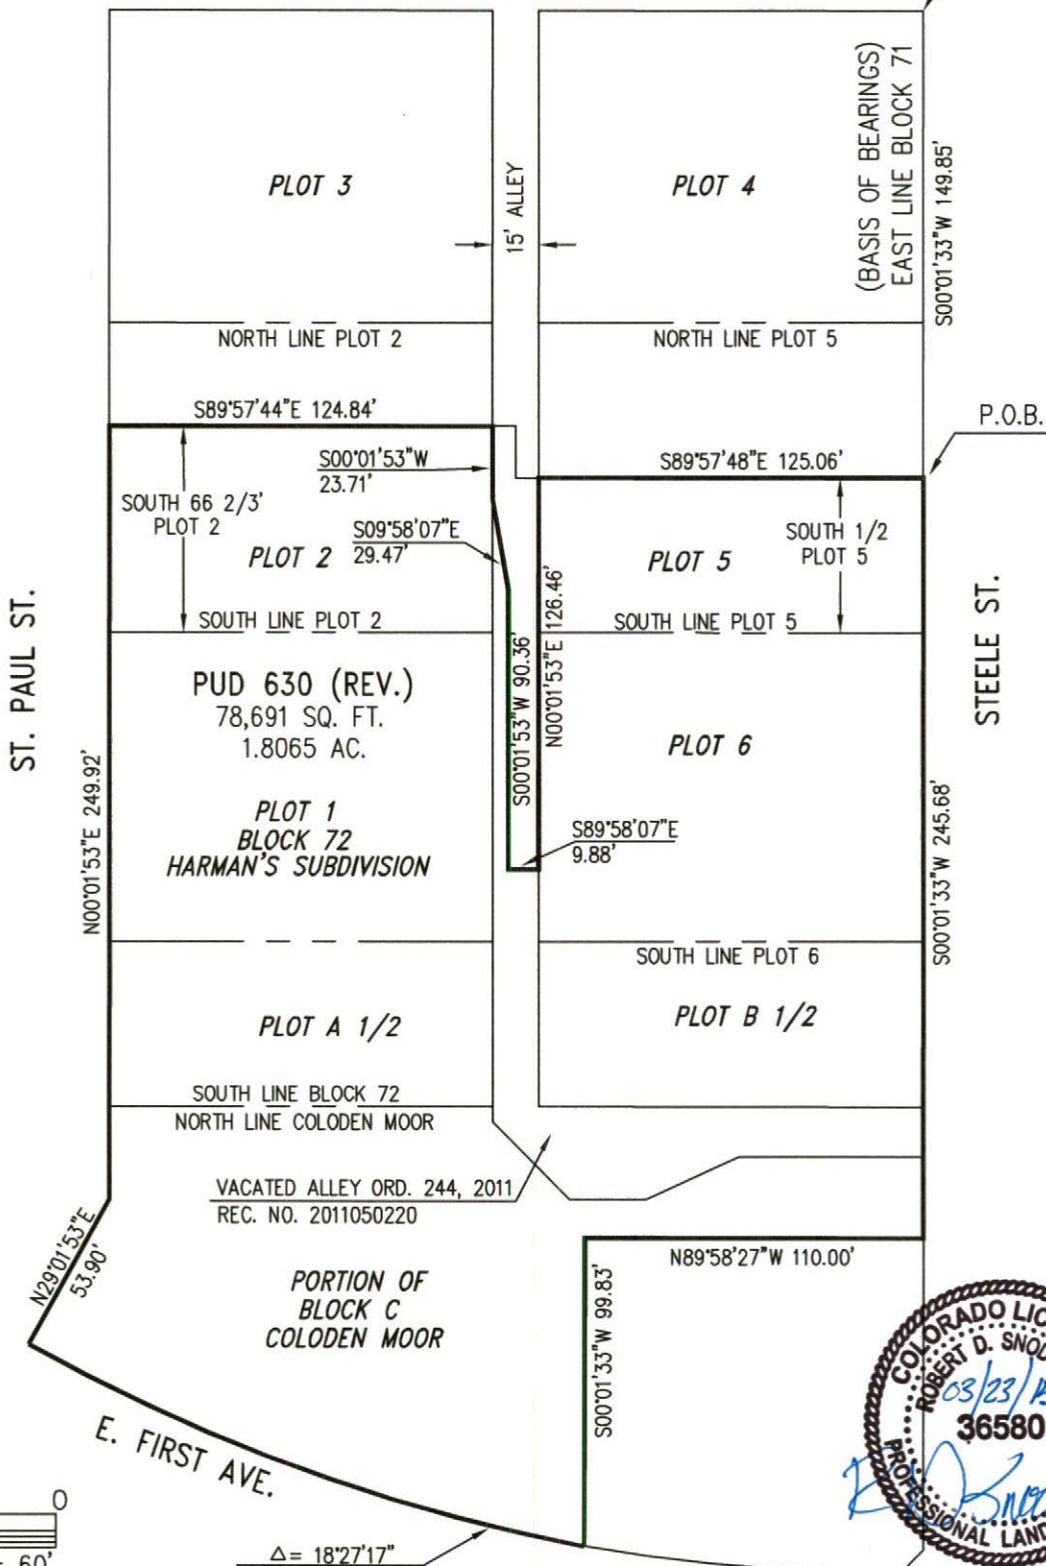 (BASIS OF BEARINGS)
EAST LINE BLOCK 71
S00°01'33"W 149.85'
PLOT 3
15' ALLEY
PLOT 4
NORTH LINE PLOT 2
NORTH LINE PLOT 5
S89°57'44"E 124.84'
P.O.B.
S00°01'53"W
23.71'
S89°57'48"E 125.06'
SOUTH 66 2/3'
PLOT 2
S09°58'07"E
29.47'
SOUTH 1/2
PLOT 5
PLOT 2
PLOT 5
SOUTH LINE PLOT 2
SOUTH LINE PLOT 5
ST. PAUL ST.
STEELE ST.
N00°01'53"E 126.46'
S00°01'53"W 90.36'
PUD 630 (REV.)
78,691 SQ. FT.
1.8065 AC.
PLOT 6
N00°01'53"E 249.92'
PLOT 1
BLOCK 72
HARMAN'S SUBDIVISION
S89°58'07"E
9.88'
S00°01'33"W 245.68'
SOUTH LINE PLOT 6
PLOT A 1/2
PLOT B 1/2
SOUTH LINE BLOCK 72
NORTH LINE COLODEN MOOR
VACATED ALLEY ORD. 244, 2011
REC. NO. 2011050220
N29°01'53"E
53.90'
N89°58'27"W 110.00'
PORTION OF
BLOCK C
COLODEN MOOR
S00°01'33"W 99.83'
E. FIRST AVE.
COLORADO LIC
ROBERT D. SNOD
03/23/
36580
PROFESSIONAL LAND
0
60'
Δ= 18°27'17"